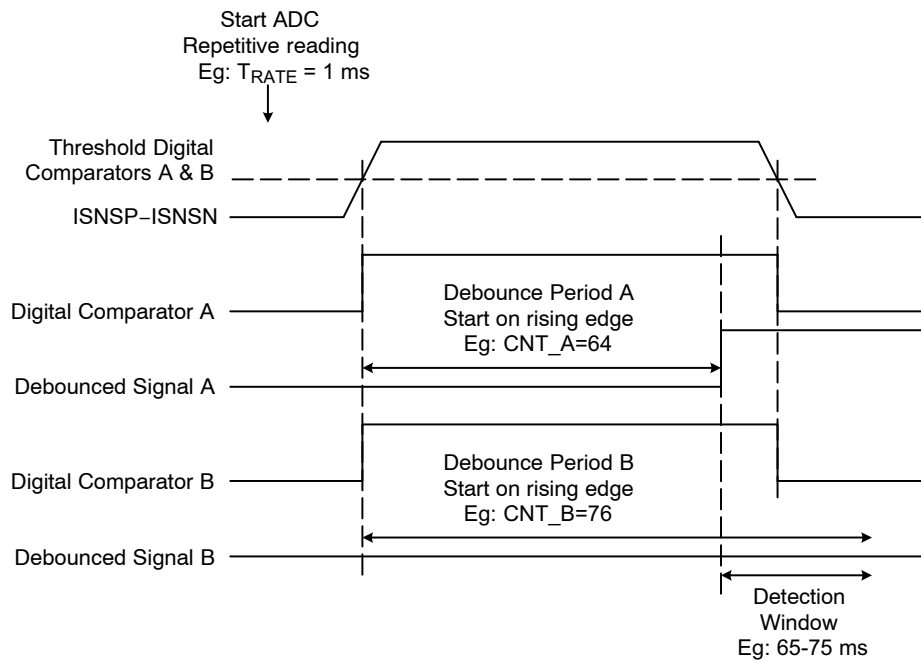 Start ADC
Repetitive reading
Eg: TRATE = 1 ms
Threshold Digital
Comparators A & B
ISNSP−ISNSN
Digital Comparator A
Debounce Period A
Start on rising edge
Eg: CNT_A=64
Debounced Signal A
Digital Comparator B
Debounce Period B
Start on rising edge
Eg: CNT_B=76
Debounced Signal B
Detection
Window
Eg: 65-75 ms